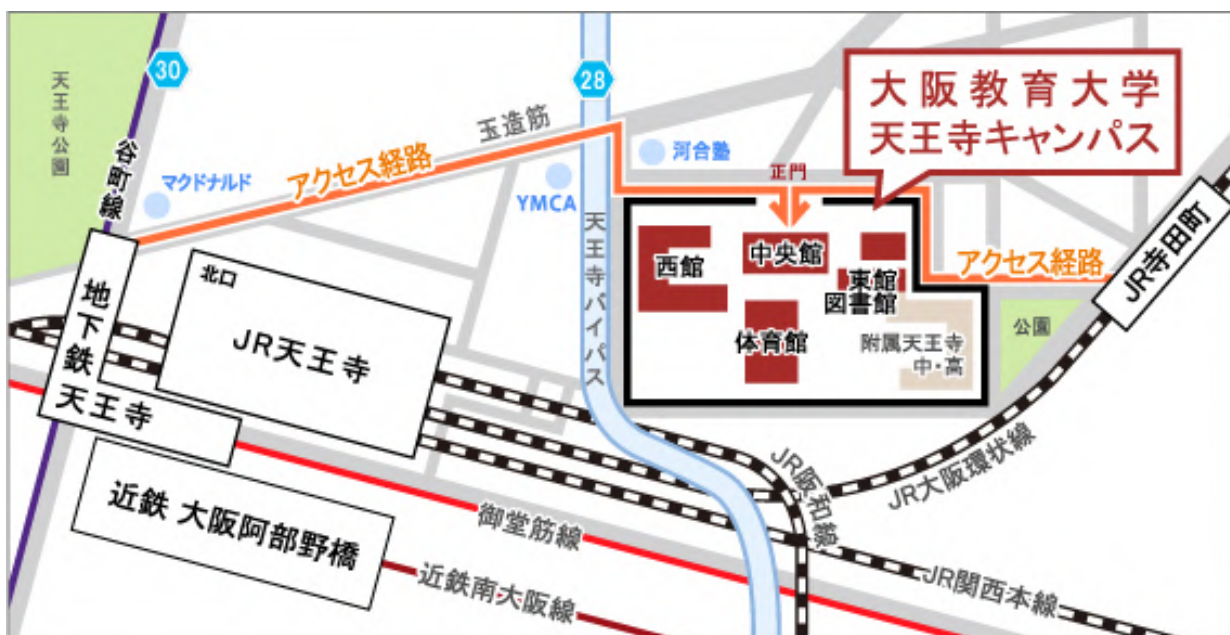 天王寺公園
30
谷町線
マクドナルド
アクセス経路
玉造筋
28
YMCA
河合塾
大阪教育大学
天王寺キャンパス
正門
西館
中央館
東館
図書館
体育館
附属天王寺
中・高
アクセス経路
公園
JR寺田町
天王寺バイパス
北口
JR天王寺
地下鉄
天王寺
近鉄 大阪阿部野橋
御堂筋線
近鉄南大阪線
JR阪和線
JR大阪環状線
JR関西本線